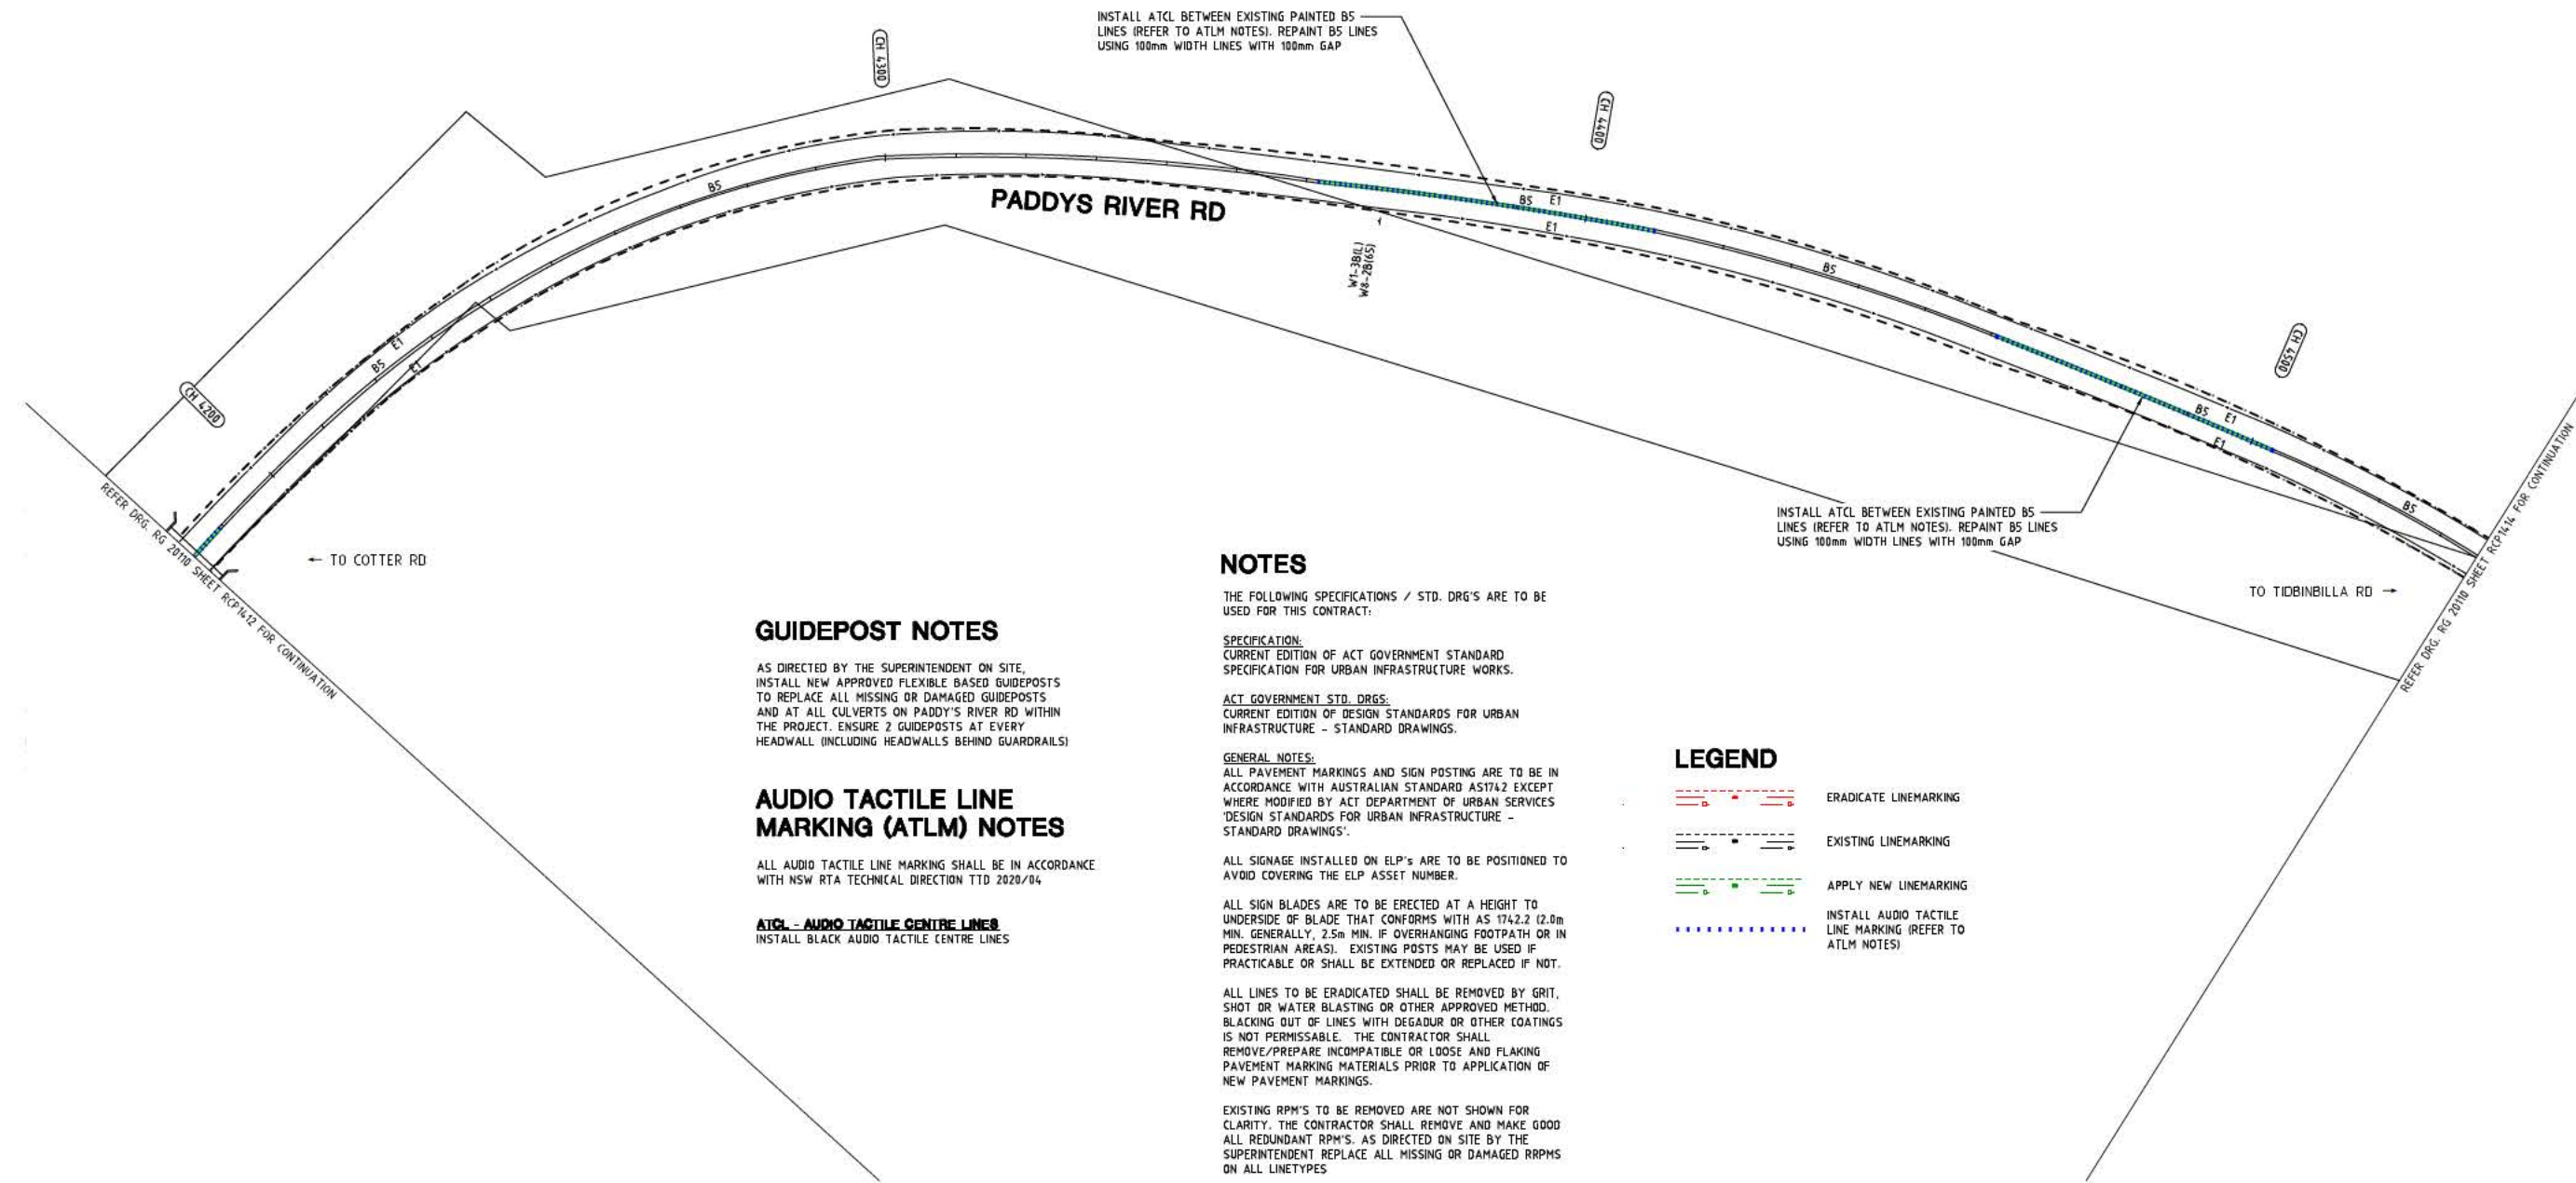 INSTALL ATCL BETWEEN EXISTING PAINTED B5
LINES (REFER TO ATLM NOTES). REPAINT B5 LINES
USING 100mm WIDTH LINES WITH 100mm GAP
CH 4300
CH 4400
B5
PADDYS RIVER RD
B5 E1
E1
W1-3B(L)
W8-2B(65)
B5
CH 4500
E1
B5
E1
CH 4200
B5 E1
E1
B5
REFER DRG. RG 20110 SHEET RCP1412 FOR CONTINUATION
← TO COTTER RD
INSTALL ATCL BETWEEN EXISTING PAINTED B5
LINES (REFER TO ATLM NOTES). REPAINT B5 LINES
USING 100mm WIDTH LINES WITH 100mm GAP
TO TIDBINBILLA RD →
REFER DRG. RG 20110 SHEET RCP1414 FOR CONTINUATION
GUIDEPOST NOTES
AS DIRECTED BY THE SUPERINTENDENT ON SITE,
INSTALL NEW APPROVED FLEXIBLE BASED GUIDEPOSTS
TO REPLACE ALL MISSING OR DAMAGED GUIDEPOSTS
AND AT ALL CULVERTS ON PADDY'S RIVER RD WITHIN
THE PROJECT. ENSURE 2 GUIDEPOSTS AT EVERY
HEADWALL (INCLUDING HEADWALLS BEHIND GUARDRAILS)
AUDIO TACTILE LINE
MARKING (ATLM) NOTES
ALL AUDIO TACTILE LINE MARKING SHALL BE IN ACCORDANCE
WITH NSW RTA TECHNICAL DIRECTION TTD 2020/04
ATCL - AUDIO TACTILE CENTRE LINES
INSTALL BLACK AUDIO TACTILE CENTRE LINES
NOTES
THE FOLLOWING SPECIFICATIONS / STD. DRG'S ARE TO BE
USED FOR THIS CONTRACT:
SPECIFICATION:
CURRENT EDITION OF ACT GOVERNMENT STANDARD
SPECIFICATION FOR URBAN INFRASTRUCTURE WORKS.
ACT GOVERNMENT STD. DRGS:
CURRENT EDITION OF DESIGN STANDARDS FOR URBAN
INFRASTRUCTURE - STANDARD DRAWINGS.
GENERAL NOTES:
ALL PAVEMENT MARKINGS AND SIGN POSTING ARE TO BE IN
ACCORDANCE WITH AUSTRALIAN STANDARD AS1742 EXCEPT
WHERE MODIFIED BY ACT DEPARTMENT OF URBAN SERVICES
'DESIGN STANDARDS FOR URBAN INFRASTRUCTURE -
STANDARD DRAWINGS'.
ALL SIGNAGE INSTALLED ON ELP's ARE TO BE POSITIONED TO
AVOID COVERING THE ELP ASSET NUMBER.
ALL SIGN BLADES ARE TO BE ERECTED AT A HEIGHT TO
UNDERSIDE OF BLADE THAT CONFORMS WITH AS 1742.2 (2.0m
MIN. GENERALLY, 2.5m MIN. IF OVERHANGING FOOTPATH OR IN
PEDESTRIAN AREAS). EXISTING POSTS MAY BE USED IF
PRACTICABLE OR SHALL BE EXTENDED OR REPLACED IF NOT.
ALL LINES TO BE ERADICATED SHALL BE REMOVED BY GRIT,
SHOT OR WATER BLASTING OR OTHER APPROVED METHOD.
BLACKING OUT OF LINES WITH DEGADUR OR OTHER COATINGS
IS NOT PERMISSABLE. THE CONTRACTOR SHALL
REMOVE/PREPARE INCOMPATIBLE OR LOOSE AND FLAKING
PAVEMENT MARKING MATERIALS PRIOR TO APPLICATION OF
NEW PAVEMENT MARKINGS.
EXISTING RPM'S TO BE REMOVED ARE NOT SHOWN FOR
CLARITY. THE CONTRACTOR SHALL REMOVE AND MAKE GOOD
ALL REDUNDANT RPM'S. AS DIRECTED ON SITE BY THE
SUPERINTENDENT REPLACE ALL MISSING OR DAMAGED RRPMS
ON ALL LINETYPES
LEGEND
ERADICATE LINEMARKING
EXISTING LINEMARKING
APPLY NEW LINEMARKING
INSTALL AUDIO TACTILE
LINE MARKING (REFER TO
ATLM NOTES)